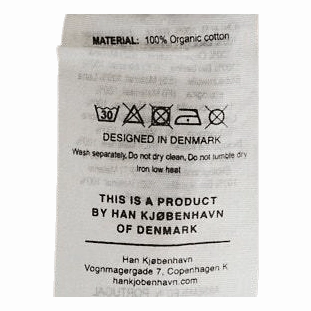 MATERIAL: 100% Organic cotton
30
DESIGNED IN DENMARK
Wash separately, Do not dry clean, Do not tumble dry
Iron low heat
THIS IS A PRODUCT
BY HAN KJØBENHAVN
OF DENMARK
Han Kjøbenhavn
Vognmagergade 7, Copenhagen K
hankjobenhavn.com